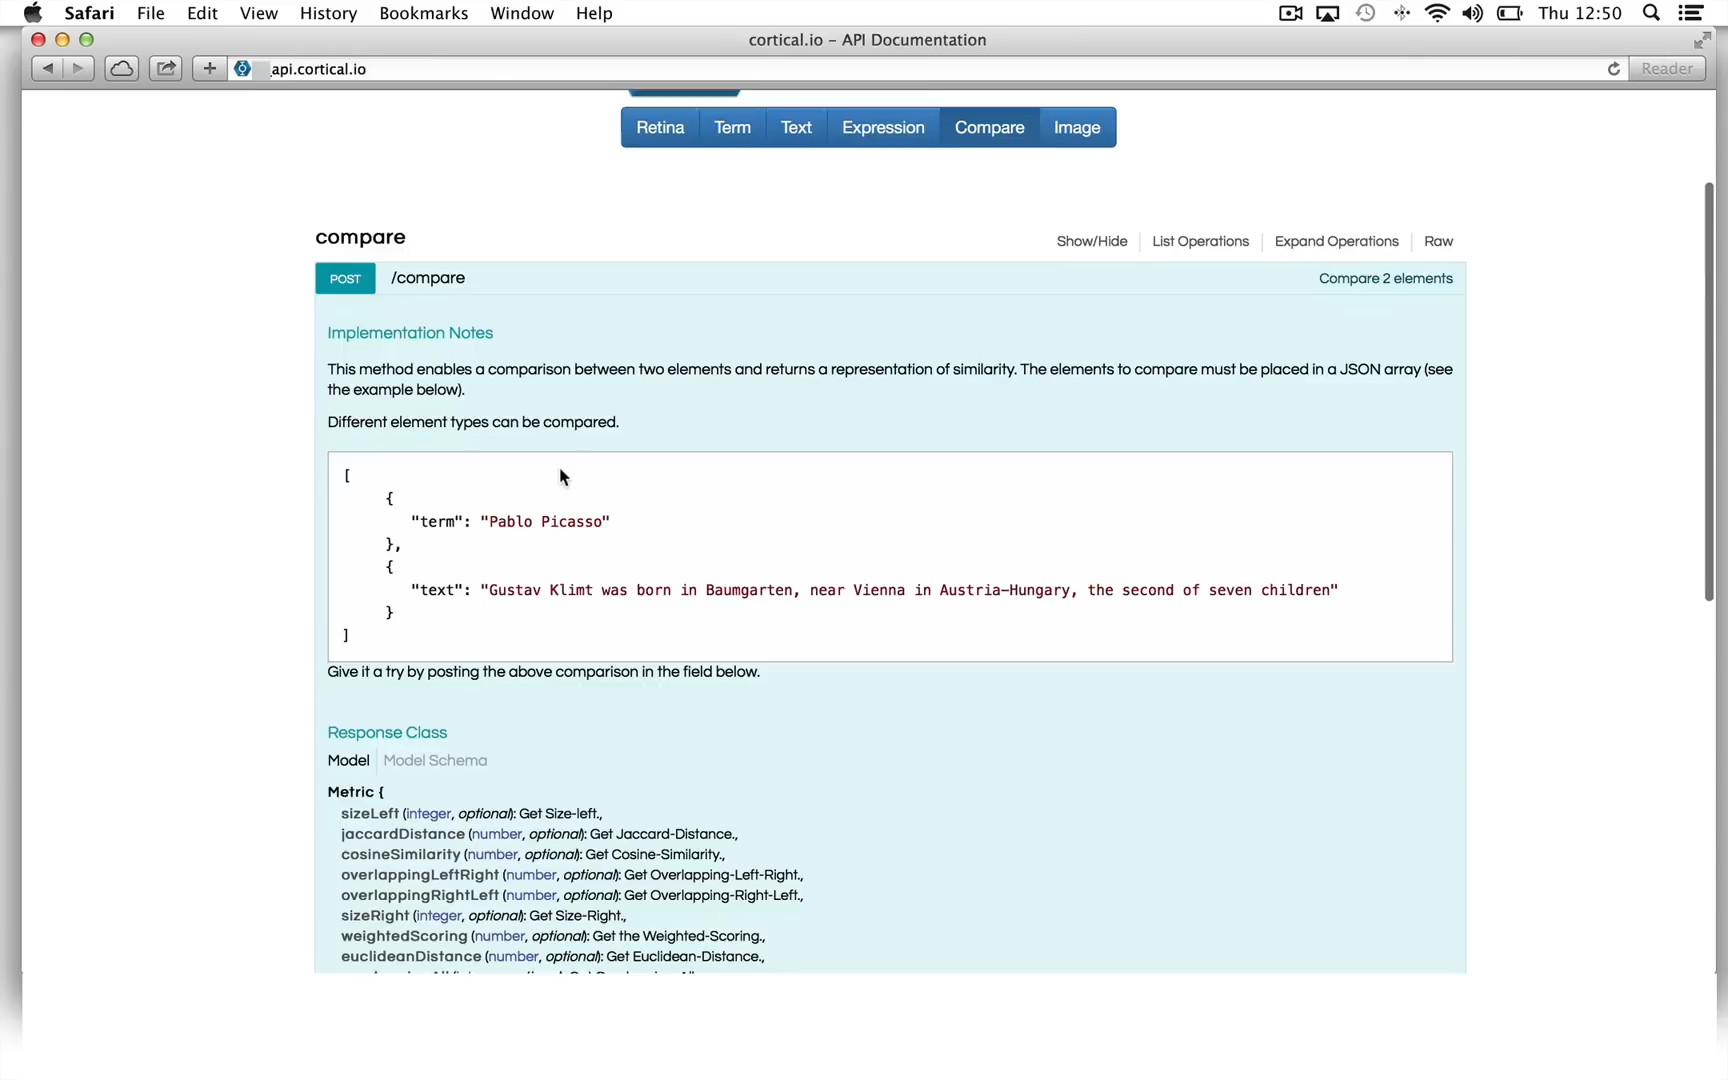 Safari File Edit View History Bookmarks Window Help Thu 12:50
cortical.io – API Documentation
api.cortical.io Reader
Retina Term Text Expression Compare Image
compare Show/Hide List Operations Expand Operations Raw
POST /compare Compare 2 elements
Implementation Notes
This method enables a comparison between two elements and returns a representation of similarity. The elements to compare must be placed in a JSON array (see
the example below).
Different element types can be compared.
[
{
"term": "Pablo Picasso"
},
{
"text": "Gustav Klimt was born in Baumgarten, near Vienna in Austria-Hungary, the second of seven children"
}
]
Give it a try by posting the above comparison in the field below.
Response Class
Model Model Schema
Metric {
sizeLeft (integer, optional): Get Size-left.,
jaccardDistance (number, optional): Get Jaccard-Distance.,
cosineSimilarity (number, optional): Get Cosine-Similarity.,
overlappingLeftRight (number, optional): Get Overlapping-Left-Right.,
overlappingRightLeft (number, optional): Get Overlapping-Right-Left.,
sizeRight (integer, optional): Get Size-Right.,
weightedScoring (number, optional): Get the Weighted-Scoring.,
euclideanDistance (number, optional): Get Euclidean-Distance.,